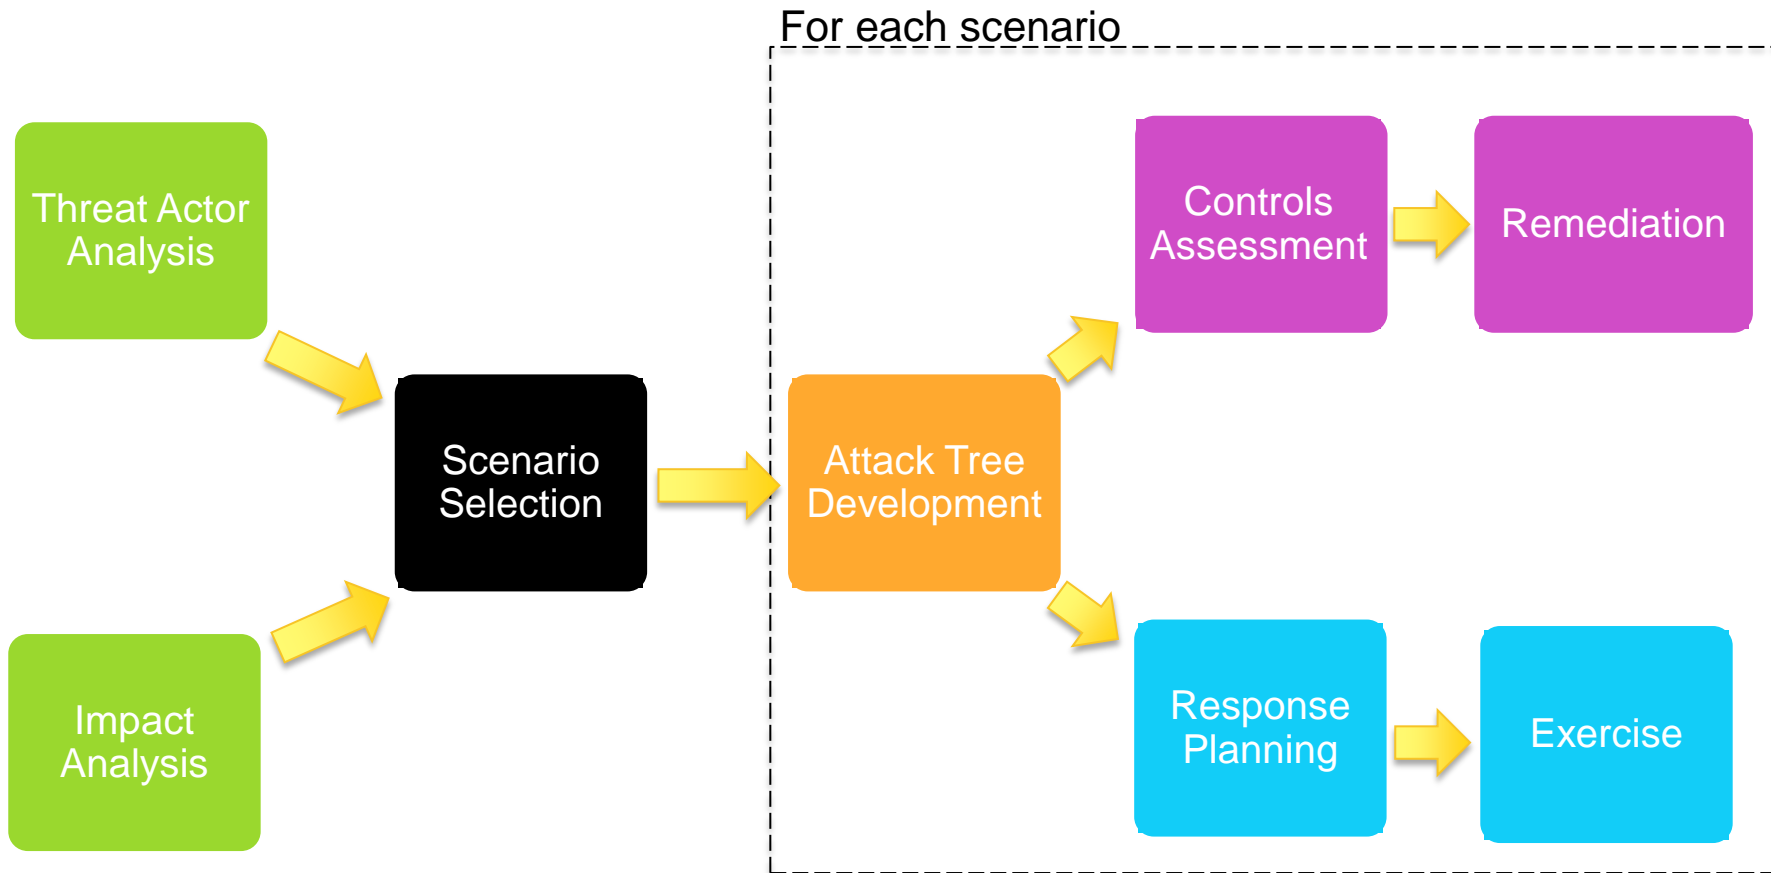 For each scenario
Threat Actor
Analysis
Controls
Assessment
Remediation
Scenario
Selection
Attack Tree
Development
Impact
Analysis
Response
Planning
Exercise